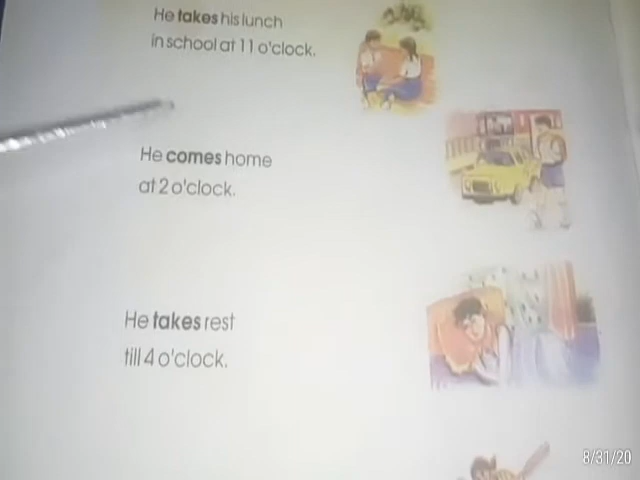 He takes his lunch
in school at 11 o'clock.
He comes home
at 2 o'clock.
He takes rest
till 4 o'clock.
8/31/20